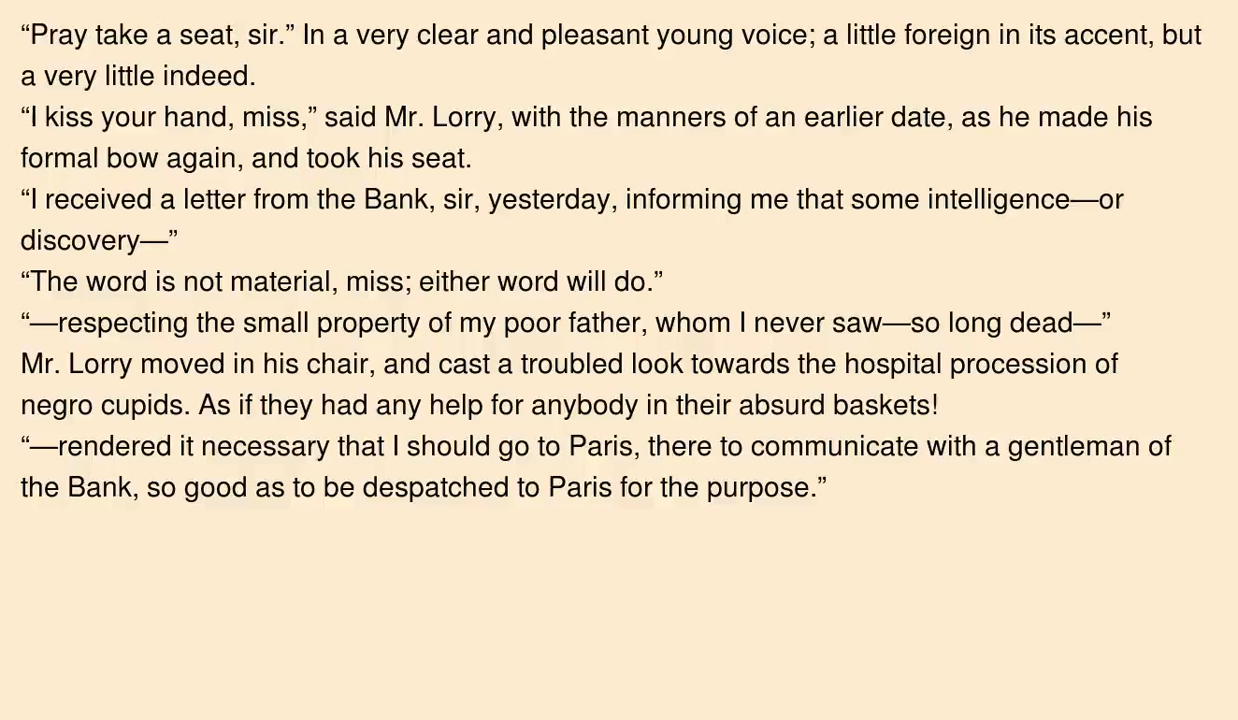 “Pray take a seat, sir.” In a very clear and pleasant young voice; a little foreign in its accent, but
a very little indeed.
“I kiss your hand, miss,” said Mr. Lorry, with the manners of an earlier date, as he made his
formal bow again, and took his seat.
“I received a letter from the Bank, sir, yesterday, informing me that some intelligence—or
discovery—”
“The word is not material, miss; either word will do.”
“—respecting the small property of my poor father, whom I never saw—so long dead—”
Mr. Lorry moved in his chair, and cast a troubled look towards the hospital procession of
negro cupids. As if they had any help for anybody in their absurd baskets!
“—rendered it necessary that I should go to Paris, there to communicate with a gentleman of
the Bank, so good as to be despatched to Paris for the purpose.”